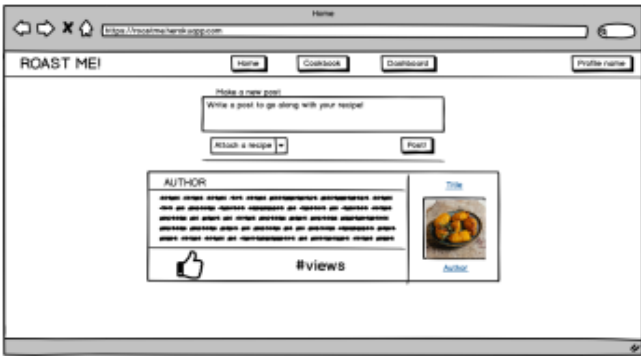 Home
https://roastme.herokuapp.com
ROAST ME!
Home
Cookbook
Dashboard
Profile name
Make a new post
Write a post to go along with your recipe!
Attach a recipe
Post!
AUTHOR
Title
#views
Author